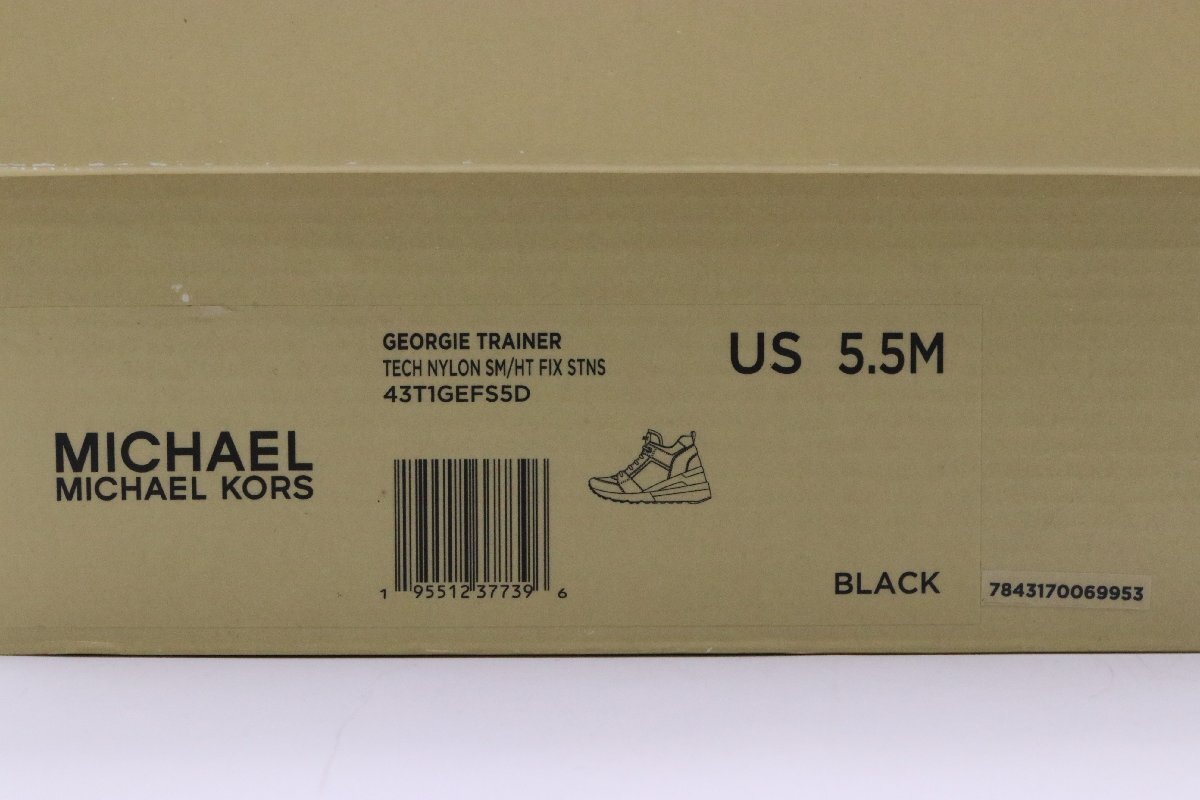 GEORGIE TRAINER
TECH NYLON SM/HT FIX STNS
43T1GEFS5D
US 5.5M
MICHAEL
MICHAEL KORS
1 95512 37739 6
BLACK
7843170069953